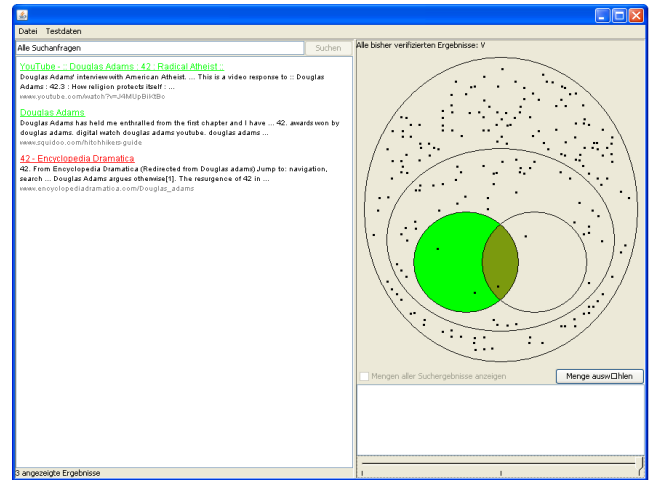 Datei Testdaten
Alle Suchanfragen
Suchen
YouTube - :: Douglas Adams : 42 : Radical Atheist ::
Douglas Adams' interview with American Atheist. ... This is a video response to :: Douglas
Adams : 42.3 : How religion protects itself : ...
www.youtube.com/watch?v=J4MUpBIKtBo
Douglas Adams
Douglas Adams has held me enthralled from the first chapter and I have ... 42. awards won by
douglas adams. digital watch douglas adams youtube. douglas adams ...
www.squidoo.com/hitchhikers-guide
42 - Encyclopedia Dramatica
42. From Encyclopedia Dramatica (Redirected from Douglas adams) Jump to: navigation,
search ... Douglas Adams argues otherwise[1]. The resurgence of 42 in ...
www.encyclopediadramatica.com/Douglas_adams
3 angezeigte Ergebnisse
Alle bisher verifizierten Ergebnisse: V
Mengen aller Suchergebnisse anzeigen
Menge ausw□hlen